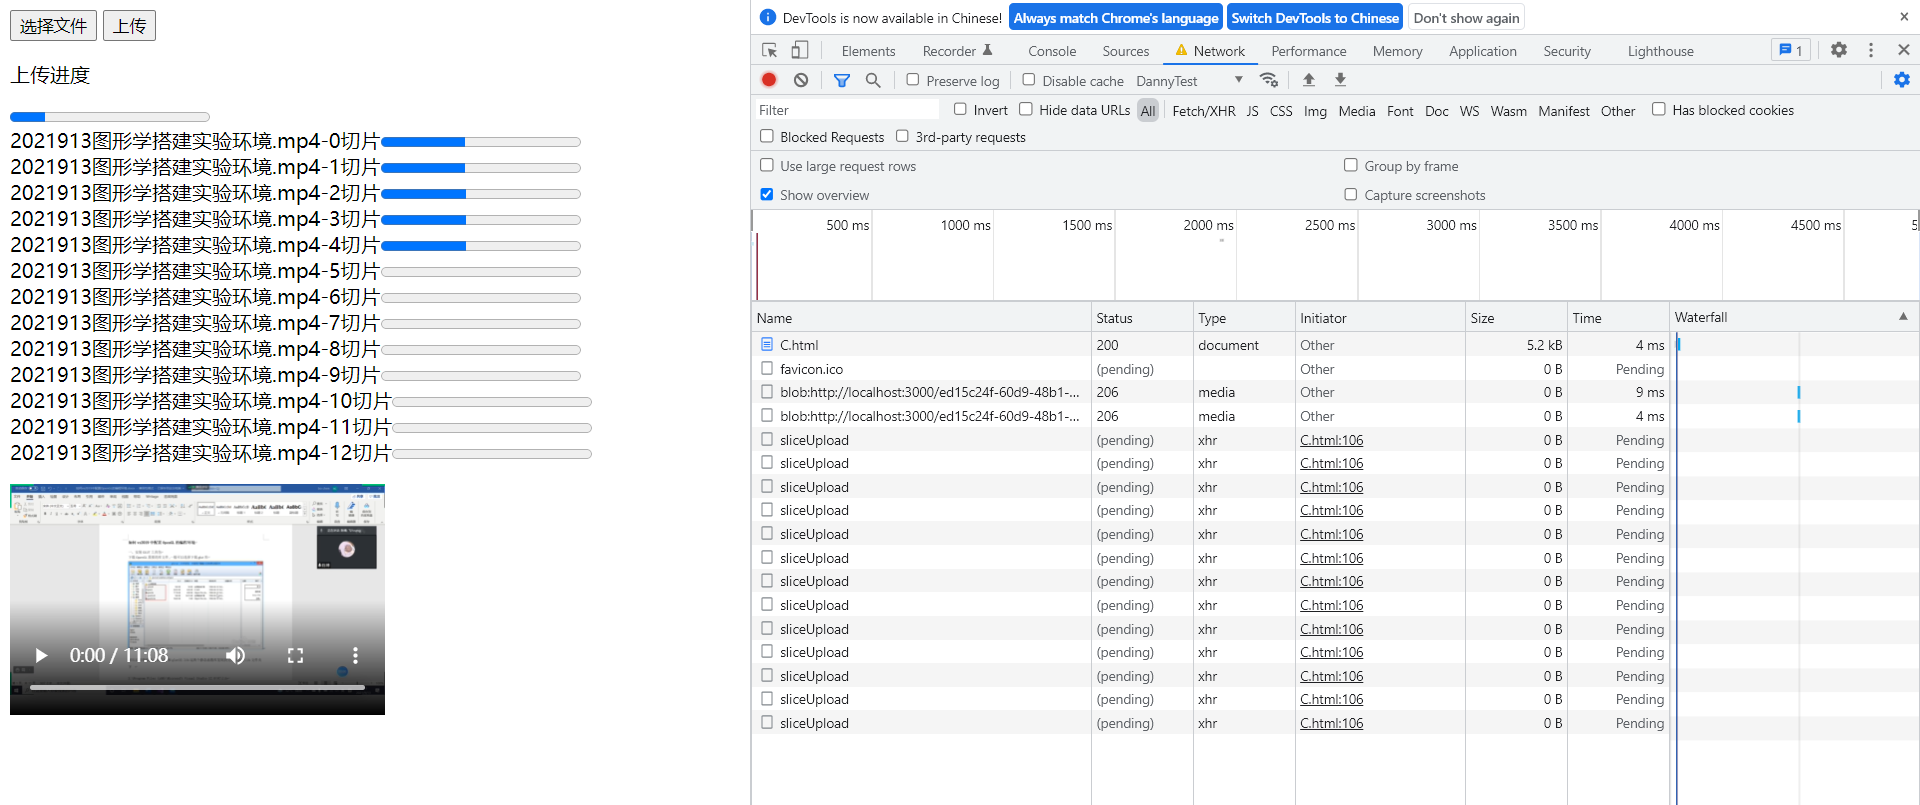 选择文件 上传
上传进度
2021913图形学搭建实验环境.mp4-0切片
2021913图形学搭建实验环境.mp4-1切片
2021913图形学搭建实验环境.mp4-2切片
2021913图形学搭建实验环境.mp4-3切片
2021913图形学搭建实验环境.mp4-4切片
2021913图形学搭建实验环境.mp4-5切片
2021913图形学搭建实验环境.mp4-6切片
2021913图形学搭建实验环境.mp4-7切片
2021913图形学搭建实验环境.mp4-8切片
2021913图形学搭建实验环境.mp4-9切片
2021913图形学搭建实验环境.mp4-10切片
2021913图形学搭建实验环境.mp4-11切片
2021913图形学搭建实验环境.mp4-12切片
0:00 / 11:08
DevTools is now available in Chinese! Always match Chrome's language Switch DevTools to Chinese Don't show again
Elements Recorder Console Sources Network Performance Memory Application Security Lighthouse 1
Preserve log Disable cache DannyTest
Filter Invert Hide data URLs All Fetch/XHR JS CSS Img Media Font Doc WS Wasm Manifest Other Has blocked cookies
Blocked Requests 3rd-party requests
Use large request rows Group by frame
Show overview Capture screenshots
500 ms 1000 ms 1500 ms 2000 ms 2500 ms 3000 ms 3500 ms 4000 ms 4500 ms 5
Name Status Type Initiator Size Time Waterfall
C.html 200 document Other 5.2 kB 4 ms
favicon.ico (pending) Other 0 B Pending
blob:http://localhost:3000/ed15c24f-60d9-48b1-... 206 media Other 0 B 9 ms
blob:http://localhost:3000/ed15c24f-60d9-48b1-... 206 media Other 0 B 4 ms
sliceUpload (pending) xhr C.html:106 0 B Pending
sliceUpload (pending) xhr C.html:106 0 B Pending
sliceUpload (pending) xhr C.html:106 0 B Pending
sliceUpload (pending) xhr C.html:106 0 B Pending
sliceUpload (pending) xhr C.html:106 0 B Pending
sliceUpload (pending) xhr C.html:106 0 B Pending
sliceUpload (pending) xhr C.html:106 0 B Pending
sliceUpload (pending) xhr C.html:106 0 B Pending
sliceUpload (pending) xhr C.html:106 0 B Pending
sliceUpload (pending) xhr C.html:106 0 B Pending
sliceUpload (pending) xhr C.html:106 0 B Pending
sliceUpload (pending) xhr C.html:106 0 B Pending
sliceUpload (pending) xhr C.html:106 0 B Pending